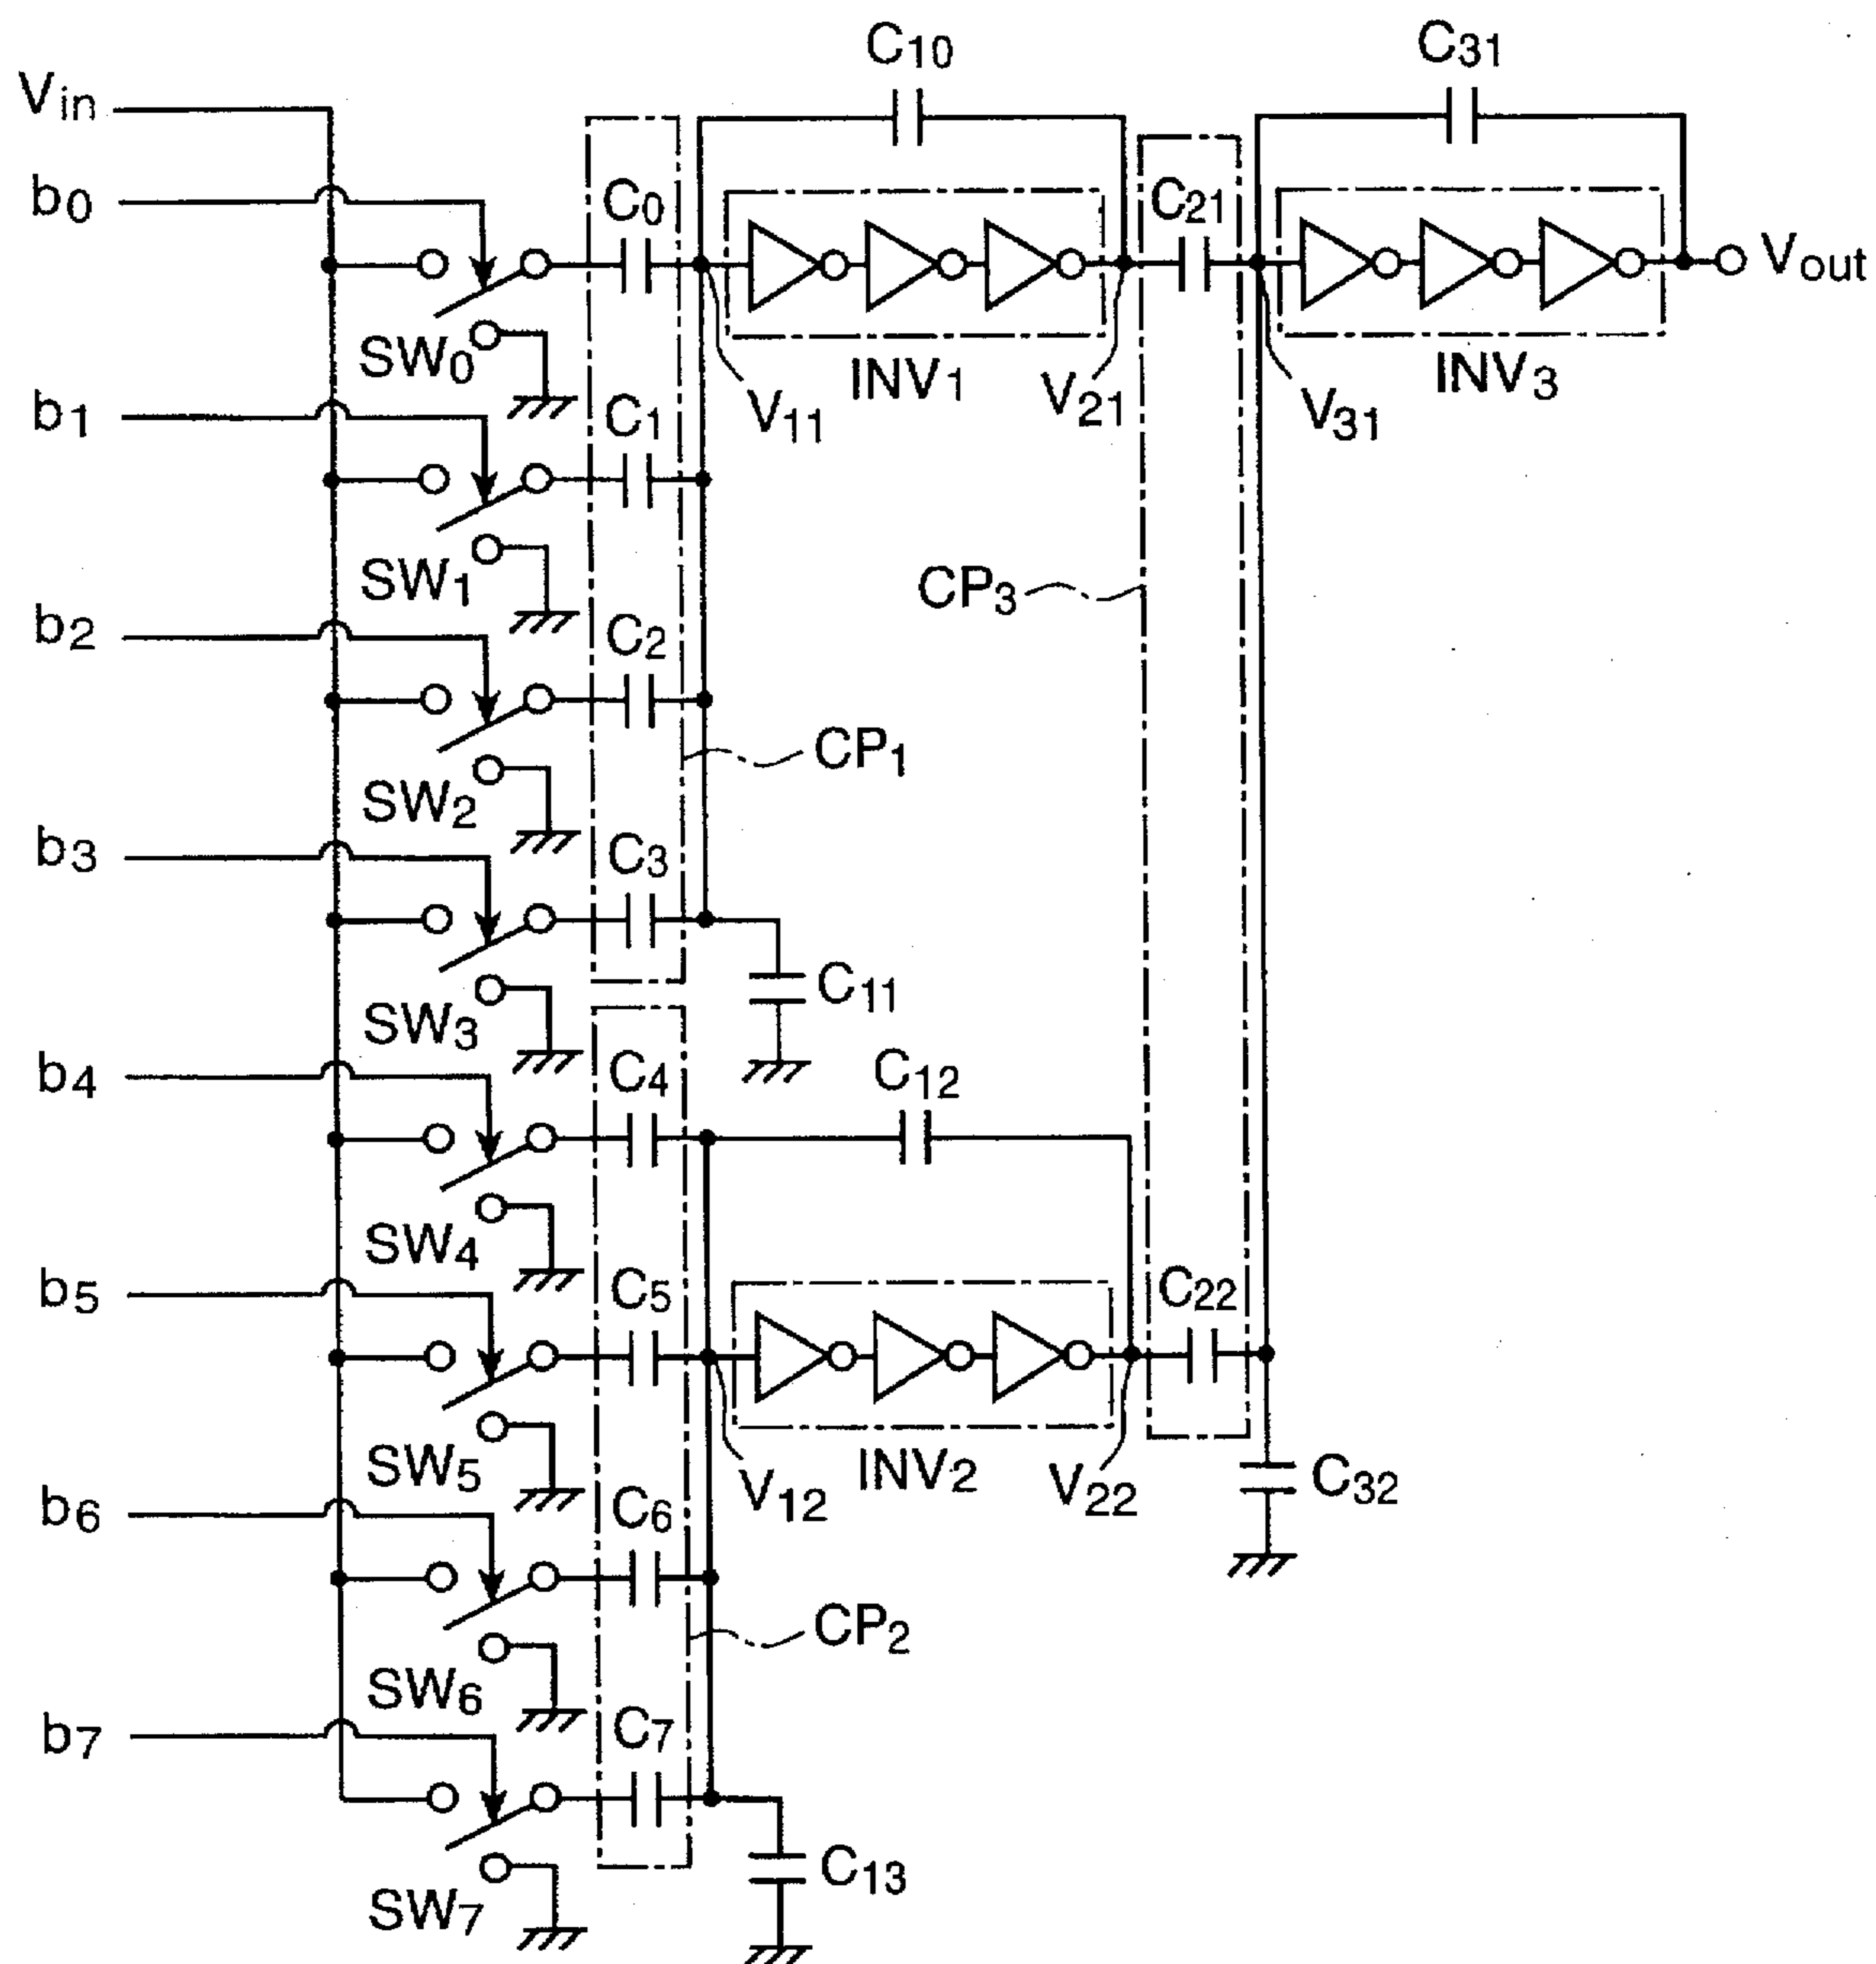 C10
C31
Vin
b0
C0
C21
Vout
SW0
INV1
V21
INV3
b1
C1
V11
V31
SW1
CP3
b2
C2
CP1
SW2
b3
C3
C11
SW3
b4
C4
C12
SW4
b5
C5
C22
SW5
V12
INV2
V22
C32
b6
C6
CP2
SW6
b7
C7
C13
SW7